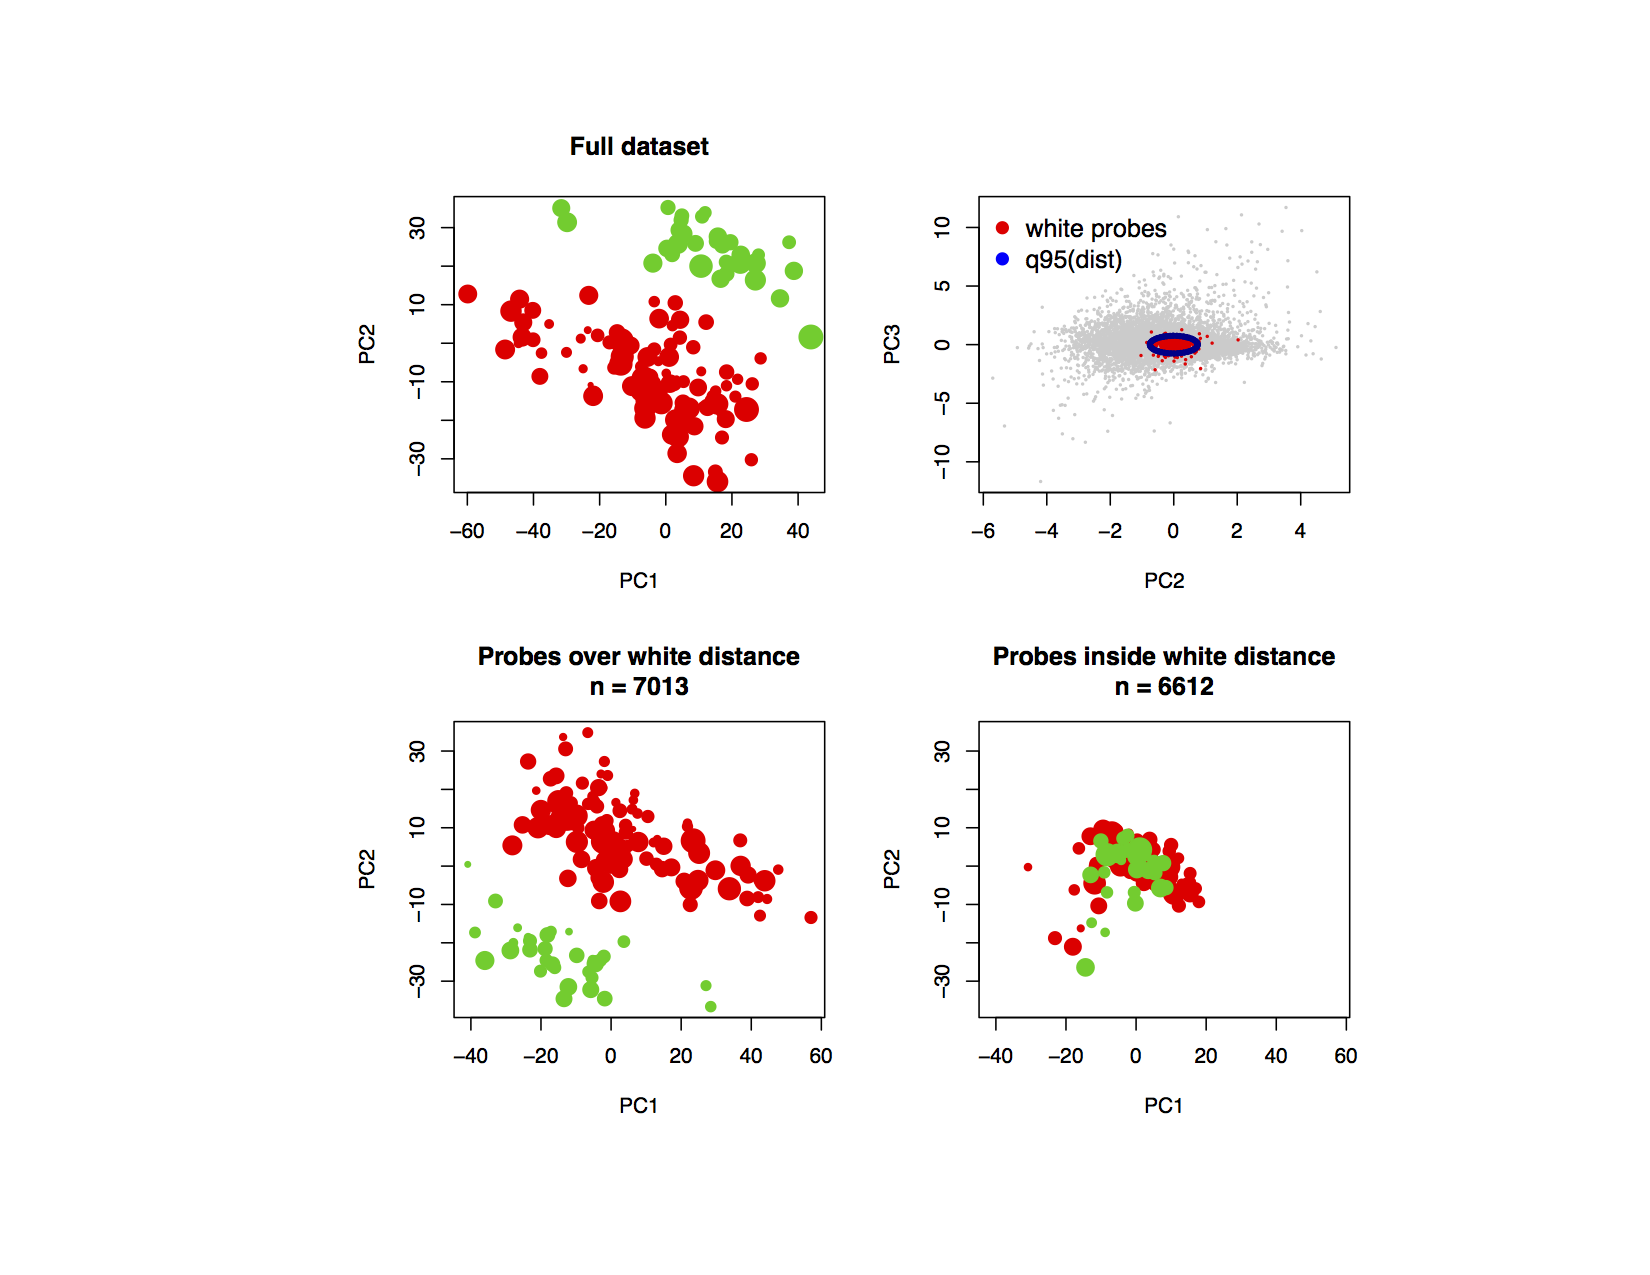 Full dataset
PC2
30
10
−10
−30
−60 −40 −20 0 20 40
PC1
white probes
q95(dist)
PC3
10
5
0
−5
−10
−6 −4 −2 0 2 4
PC2
Probes over white distance
n = 7013
PC2
30
10
−10
−30
−40 −20 0 20 40 60
PC1
Probes inside white distance
n = 6612
PC2
30
10
−10
−30
−40 −20 0 20 40 60
PC1